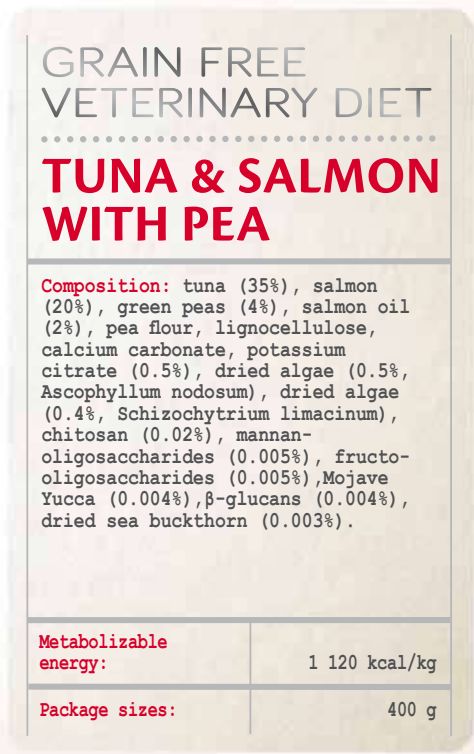 GRAIN FREE
VETERINARY DIET
TUNA & SALMON
WITH PEA
Composition: tuna (35%), salmon
(20%), green peas (4%), salmon oil
(2%), pea flour, lignocellulose,
calcium carbonate, potassium
citrate (0.5%), dried algae (0.5%,
Ascophyllum nodosum), dried algae
(0.4%, Schizochytrium limacinum),
chitosan (0.02%), mannan-
oligosaccharides (0.005%), fructo-
oligosaccharides (0.005%),Mojave
Yucca (0.004%),β-glucans (0.004%),
dried sea buckthorn (0.003%).
Metabolizable
energy: 1 120 kcal/kg
Package sizes: 400 g